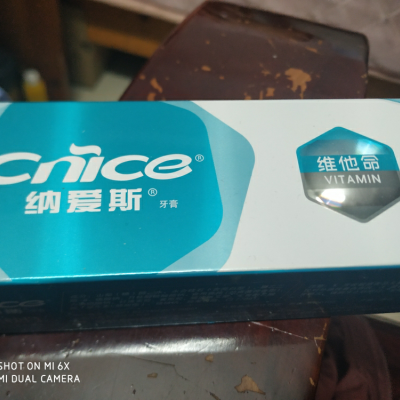 cnice®
纳爱斯®
牙膏
维他命
VITAMIN
SHOT ON MI 6X
MI DUAL CAMERA